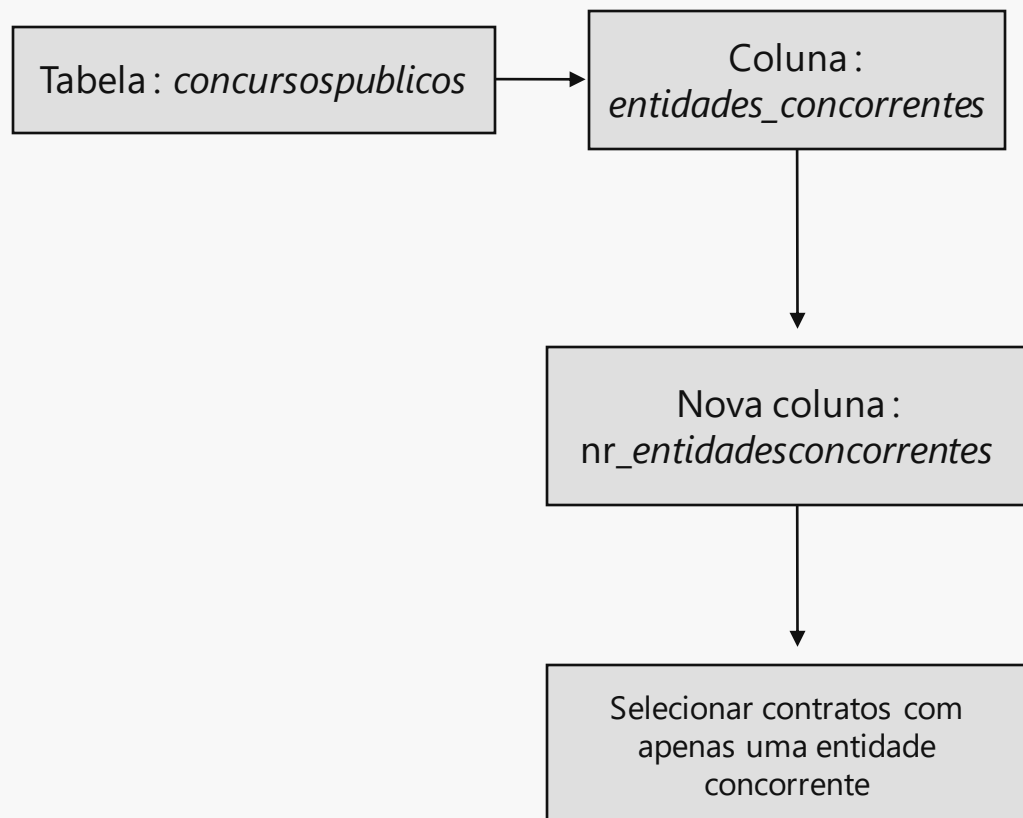 Tabela: concursospublicos
Coluna:
entidades_concorrentes
Nova coluna:
nr_entidadesconcorrentes
Selecionar contratos com
apenas uma entidade
concorrente